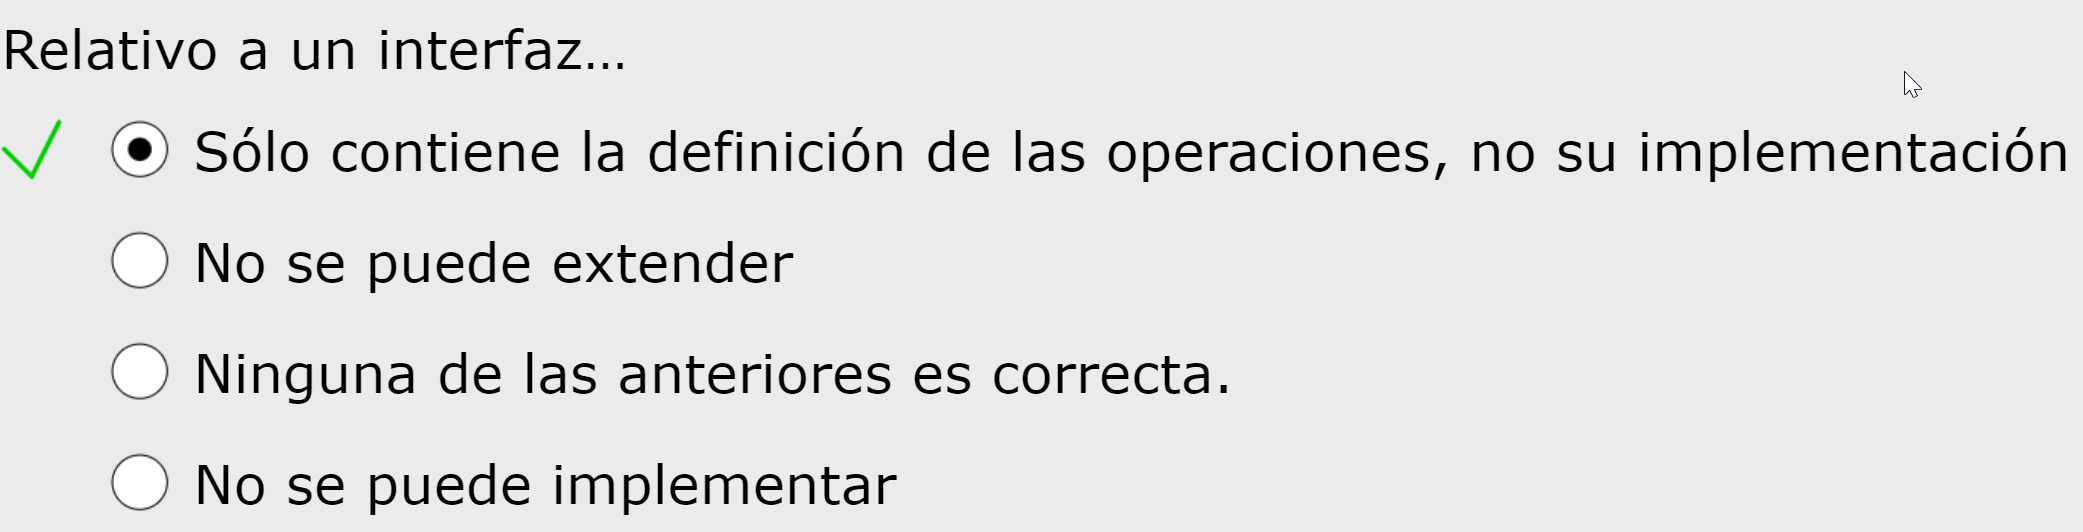 Relativo a un interfaz...
Sólo contiene la definición de las operaciones, no su implementación
No se puede extender
Ninguna de las anteriores es correcta.
No se puede implementar